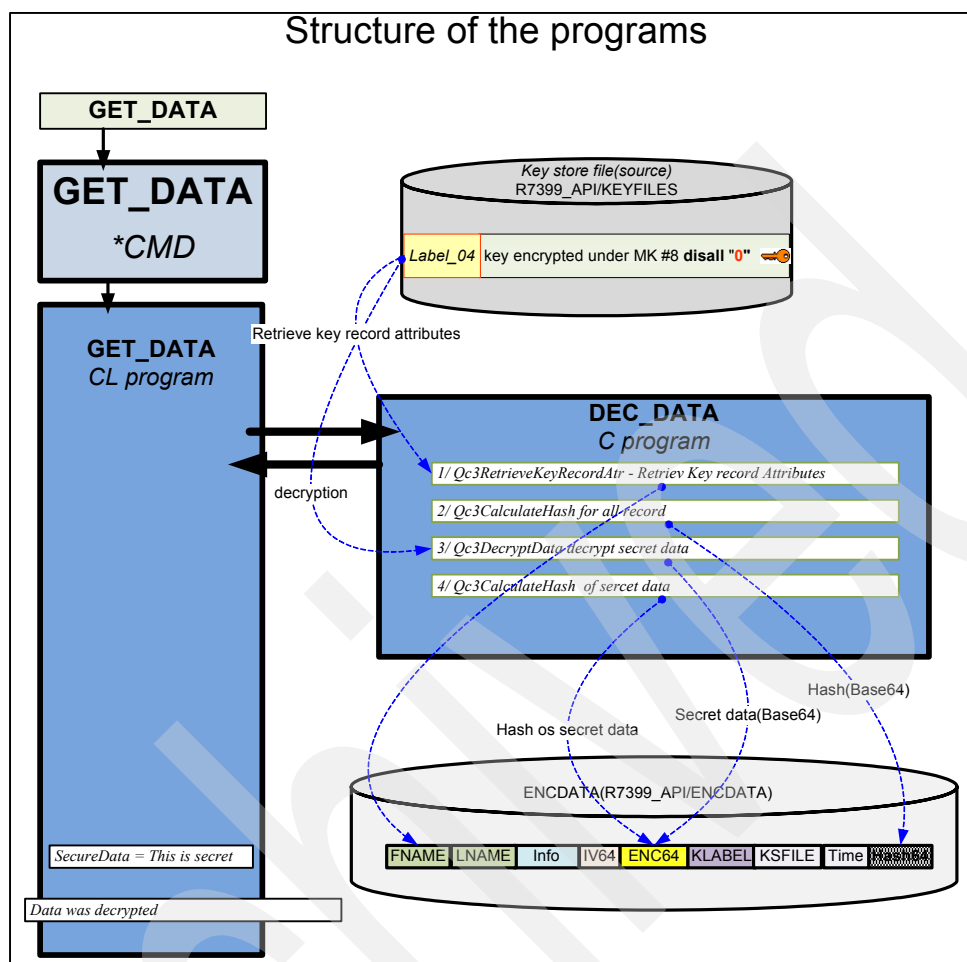 Structure of the programs
GET_DATA
GET_DATA
*CMD
Key store file(source)
R7399_API/KEYFILES
Label_04
key encrypted under MK #8 disall "0"
Retrieve key record attributes
GET_DATA
CL program
DEC_DATA
C program
1/ Qc3RetrieveKeyRecordAtr - Retriev Key record Attributes
decryption
2/ Qc3CalculateHash for all record
3/ Qc3DecryptData decrypt secret data
4/ Qc3CalculateHash of sercet data
Hash(Base64)
Secret data(Base64)
Hash os secret data
ENCDATA(R7399_API/ENCDATA)
FNAME
LNAME
Info
IV64
ENC64
KLABEL
KSFILE
Time
Hash64
SecureData = This is secret
Data was decrypted